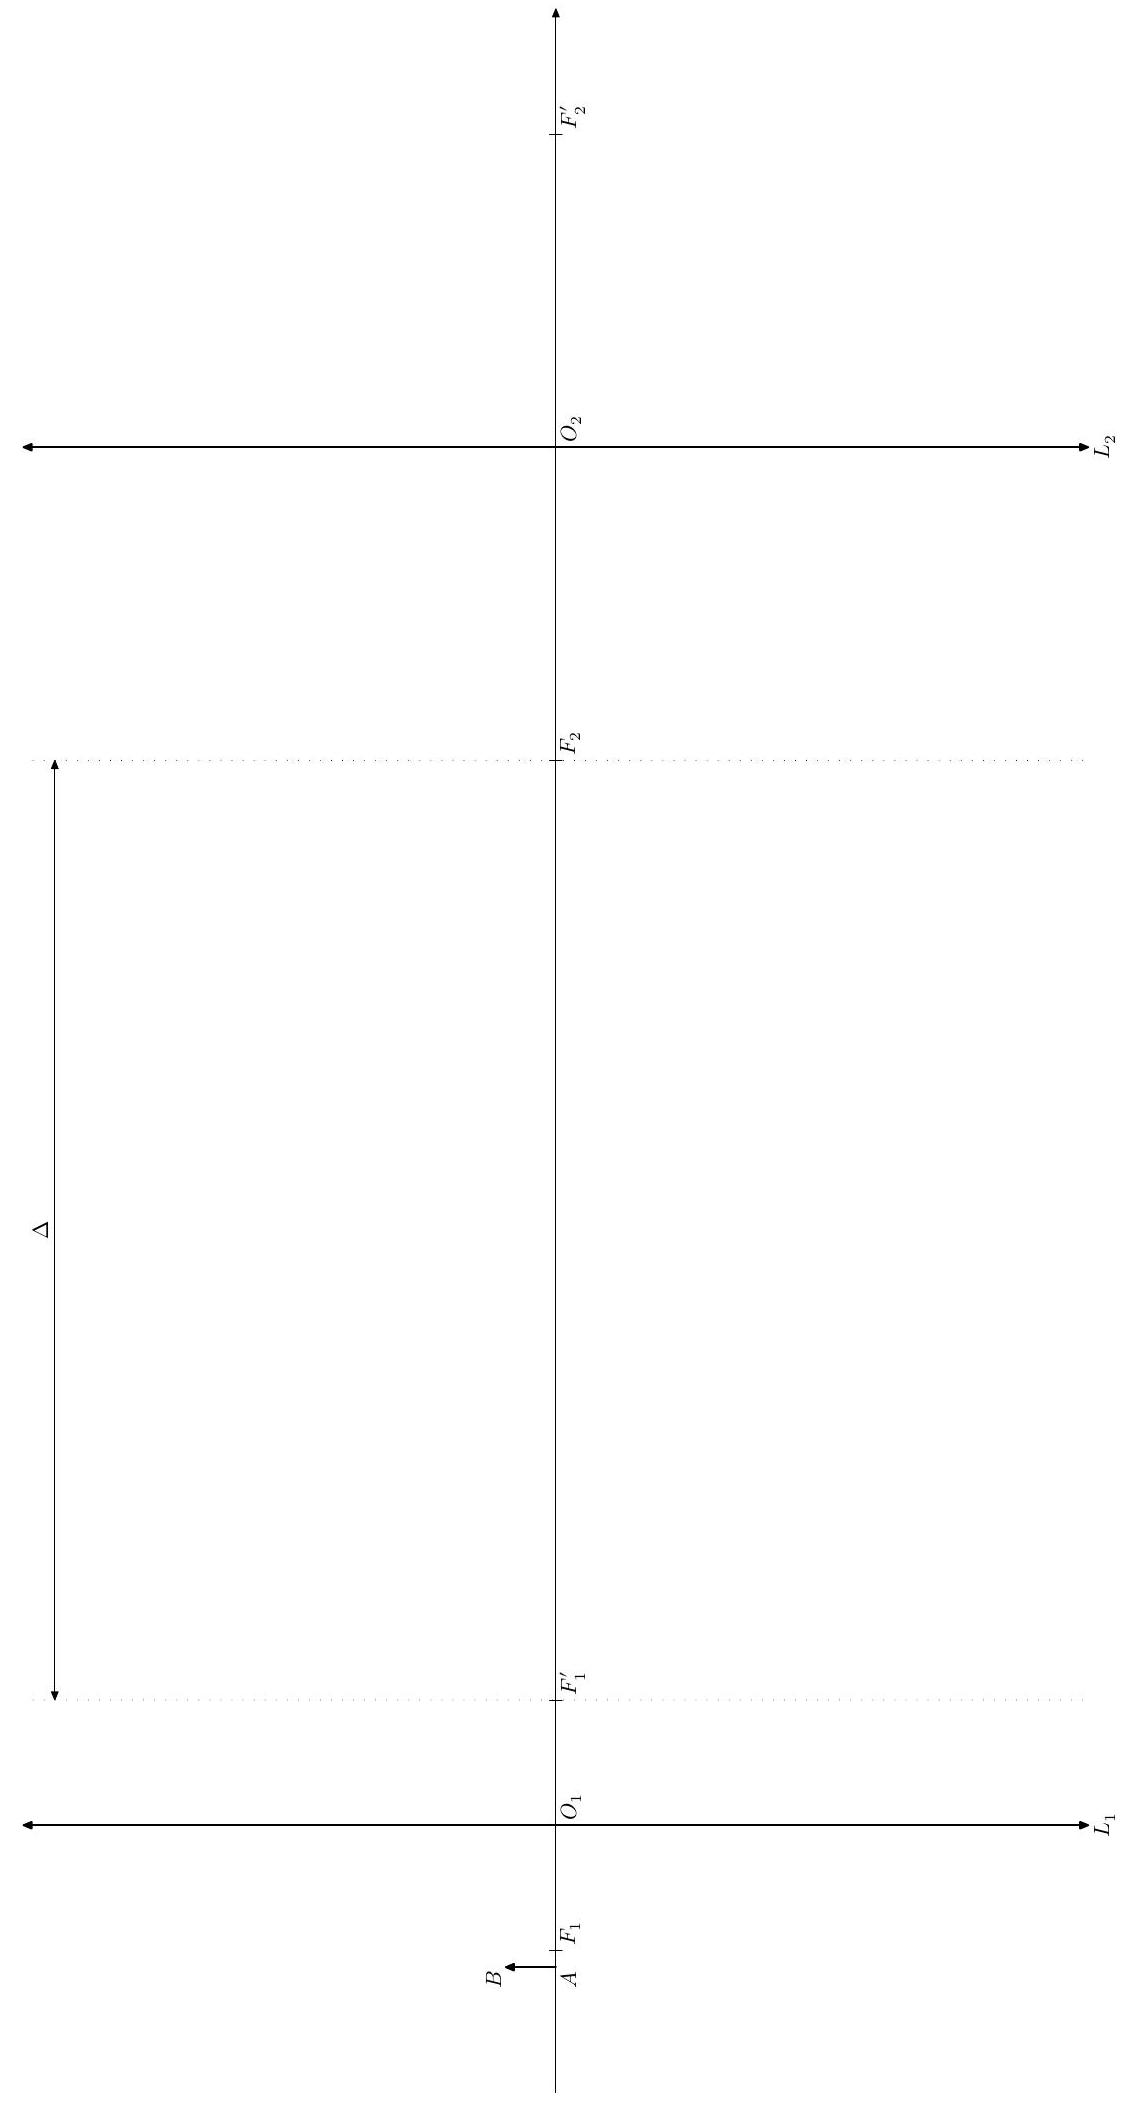 Δ
B
A
F₁
O₁
L₁
F′₁
F₂
O₂
L₂
F′₂